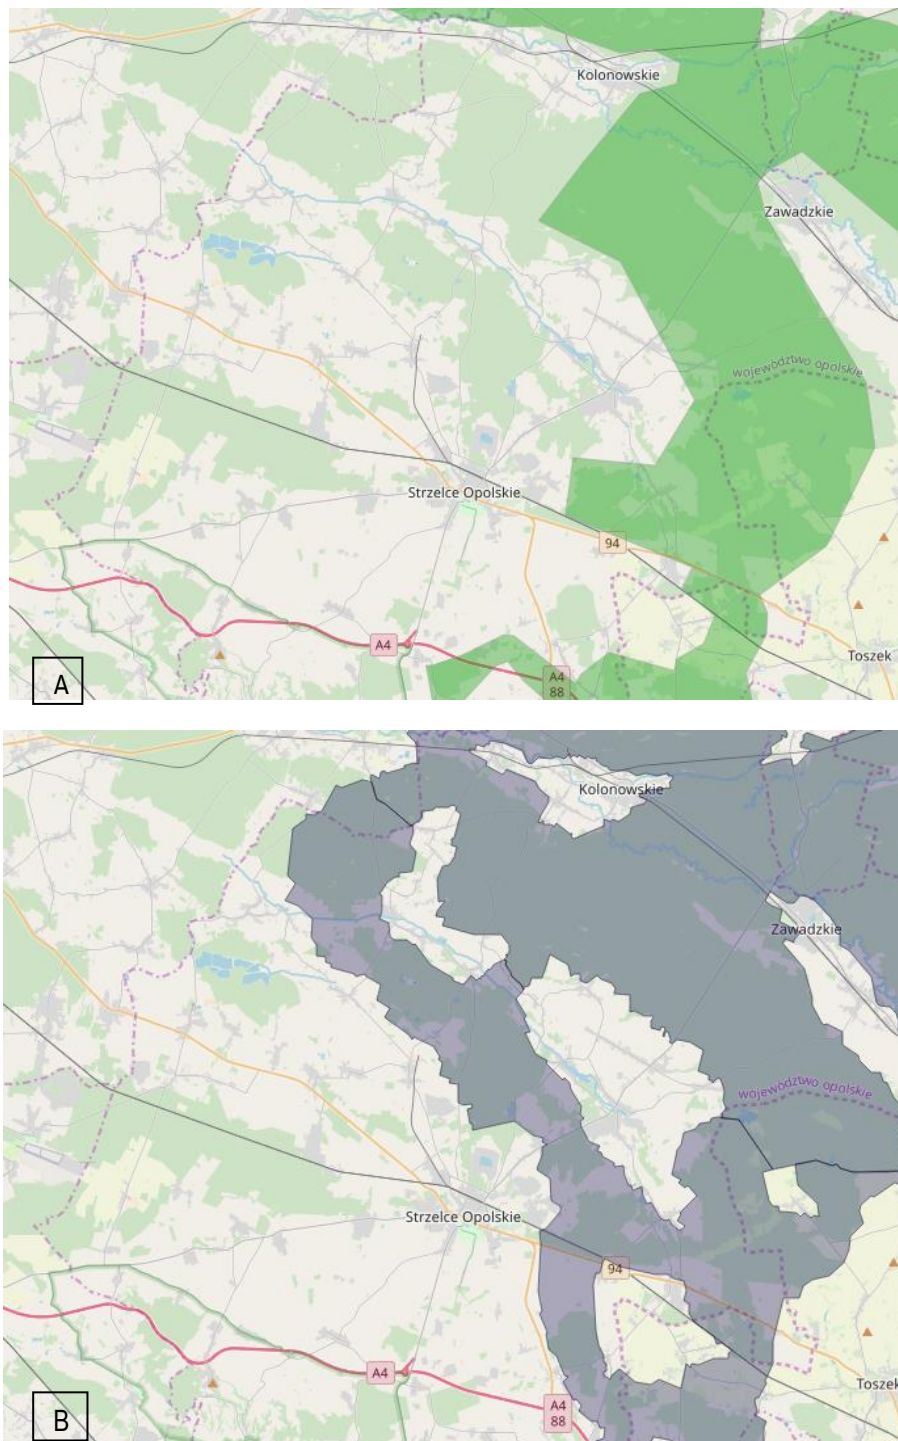 Kolonowskie
Zawadzkie
województwo opolskie
Strzelce Opolskie
94
A4
Toszek
A4
88
A
Kolonowskie
Zawadzkie
województwo opolskie
Strzelce Opolskie
94
A4
Toszek
A4
88
B